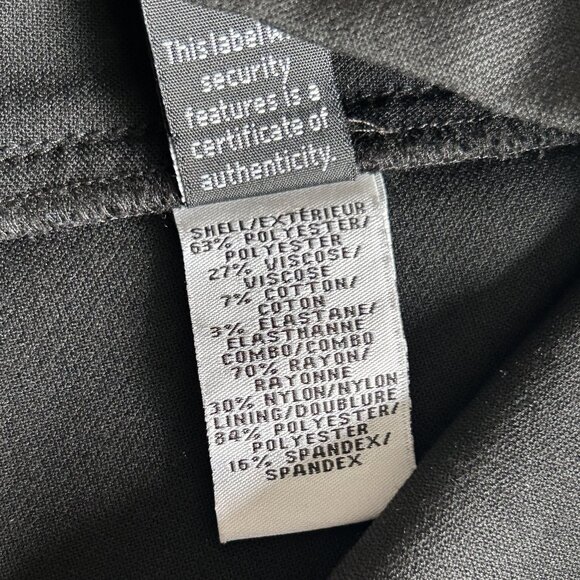 This label w
security
features is a
certificate of
authenticity.
SHELL/EXTÉRIEUR
63% POLYESTER/
POLYESTER
27% VISCOSE/
VISCOSE
7% COTTON/
COTON
3% ELASTANE/
ELASTHANNE
COMBO/COMBO
70% RAYON/
RAYONNE
30% NYLON/NYLON
LINING/DOUBLURE
84% POLYESTER/
POLYESTER
16% SPANDEX/
SPANDEX